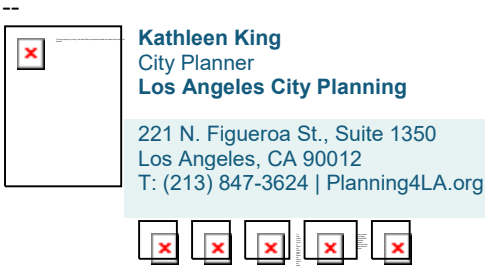 --
Kathleen King
City Planner
Los Angeles City Planning
221 N. Figueroa St., Suite 1350
Los Angeles, CA 90012
T: (213) 847-3624 | Planning4LA.org